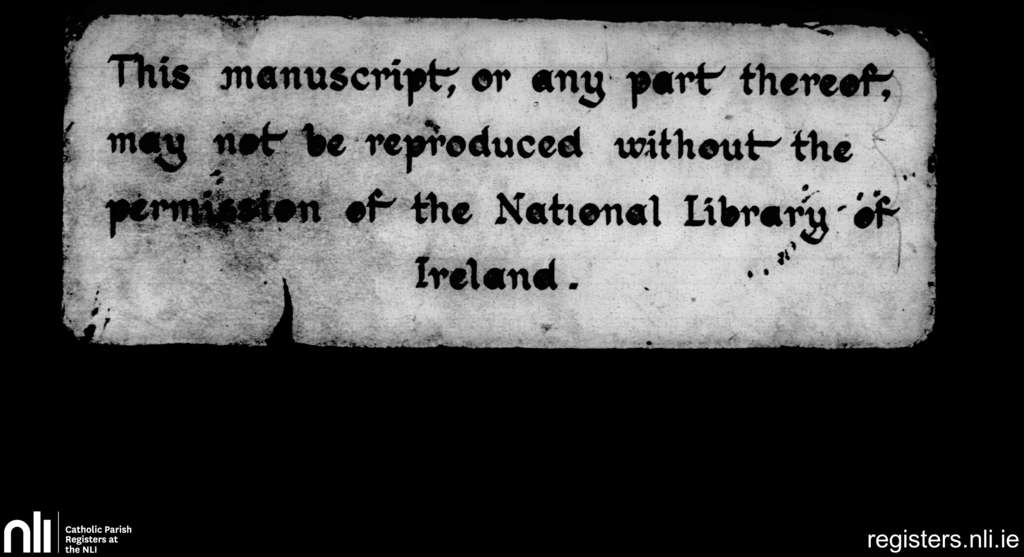 This manuscript, or any part thereof,
may not be reproduced without the
permission of the National Library of
Ireland.
nli
Catholic Parish
Registers at
the NLI
registers.nli.ie